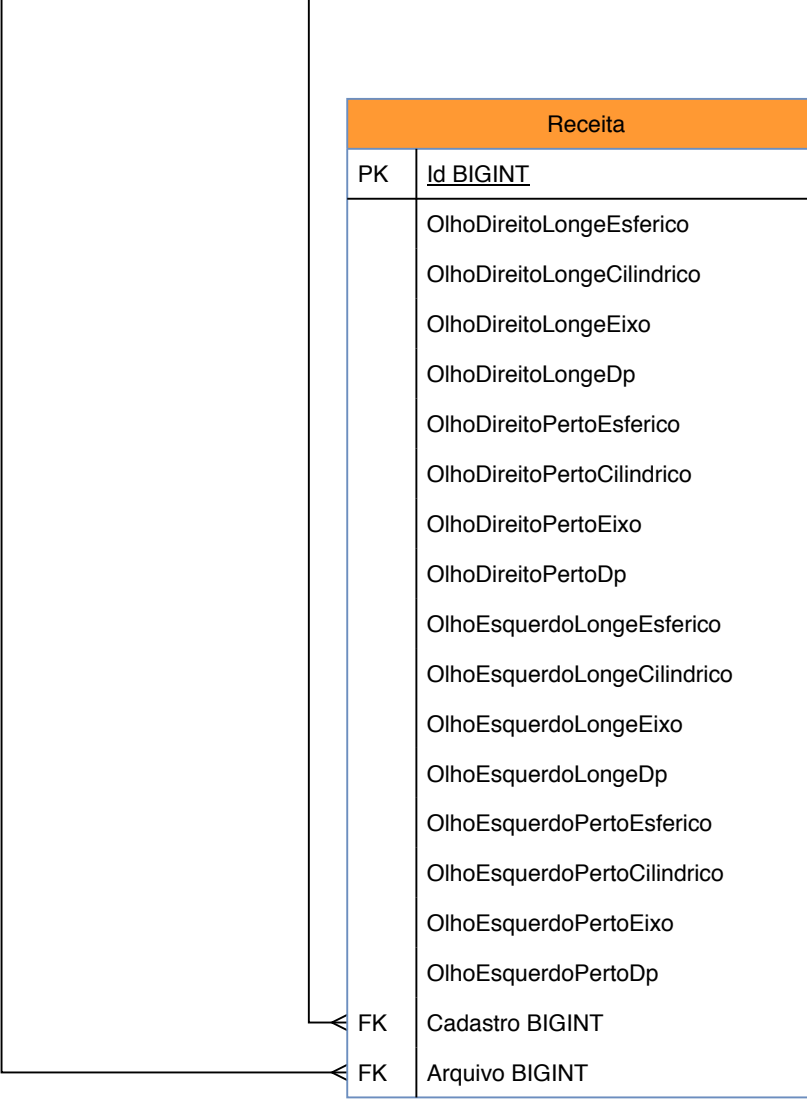 Receita
PK Id BIGINT
OlhoDireitoLongeEsferico
OlhoDireitoLongeCilindrico
OlhoDireitoLongeEixo
OlhoDireitoLongeDp
OlhoDireitoPertoEsferico
OlhoDireitoPertoCilindrico
OlhoDireitoPertoEixo
OlhoDireitoPertoDp
OlhoEsquerdoLongeEsferico
OlhoEsquerdoLongeCilindrico
OlhoEsquerdoLongeEixo
OlhoEsquerdoLongeDp
OlhoEsquerdoPertoEsferico
OlhoEsquerdoPertoCilindrico
OlhoEsquerdoPertoEixo
OlhoEsquerdoPertoDp
FK Cadastro BIGINT
FK Arquivo BIGINT